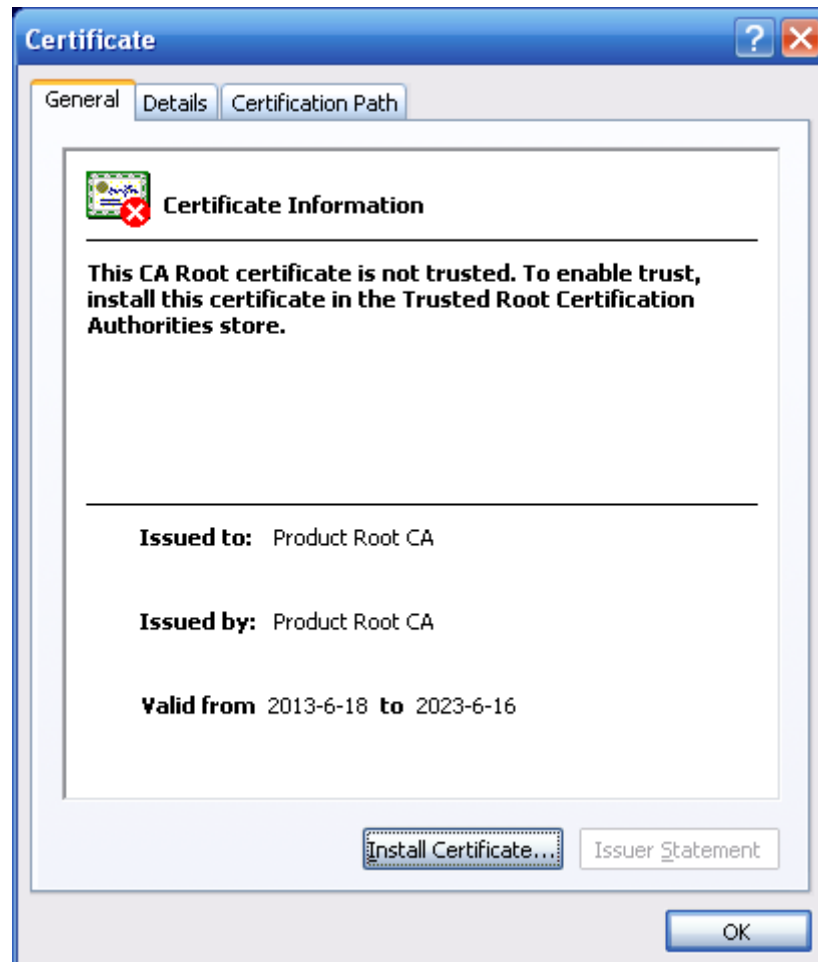 Certificate
General Details Certification Path
Certificate Information
This CA Root certificate is not trusted. To enable trust,
install this certificate in the Trusted Root Certification
Authorities store.
Issued to: Product Root CA
Issued by: Product Root CA
Valid from 2013-6-18 to 2023-6-16
Install Certificate... Issuer Statement
OK